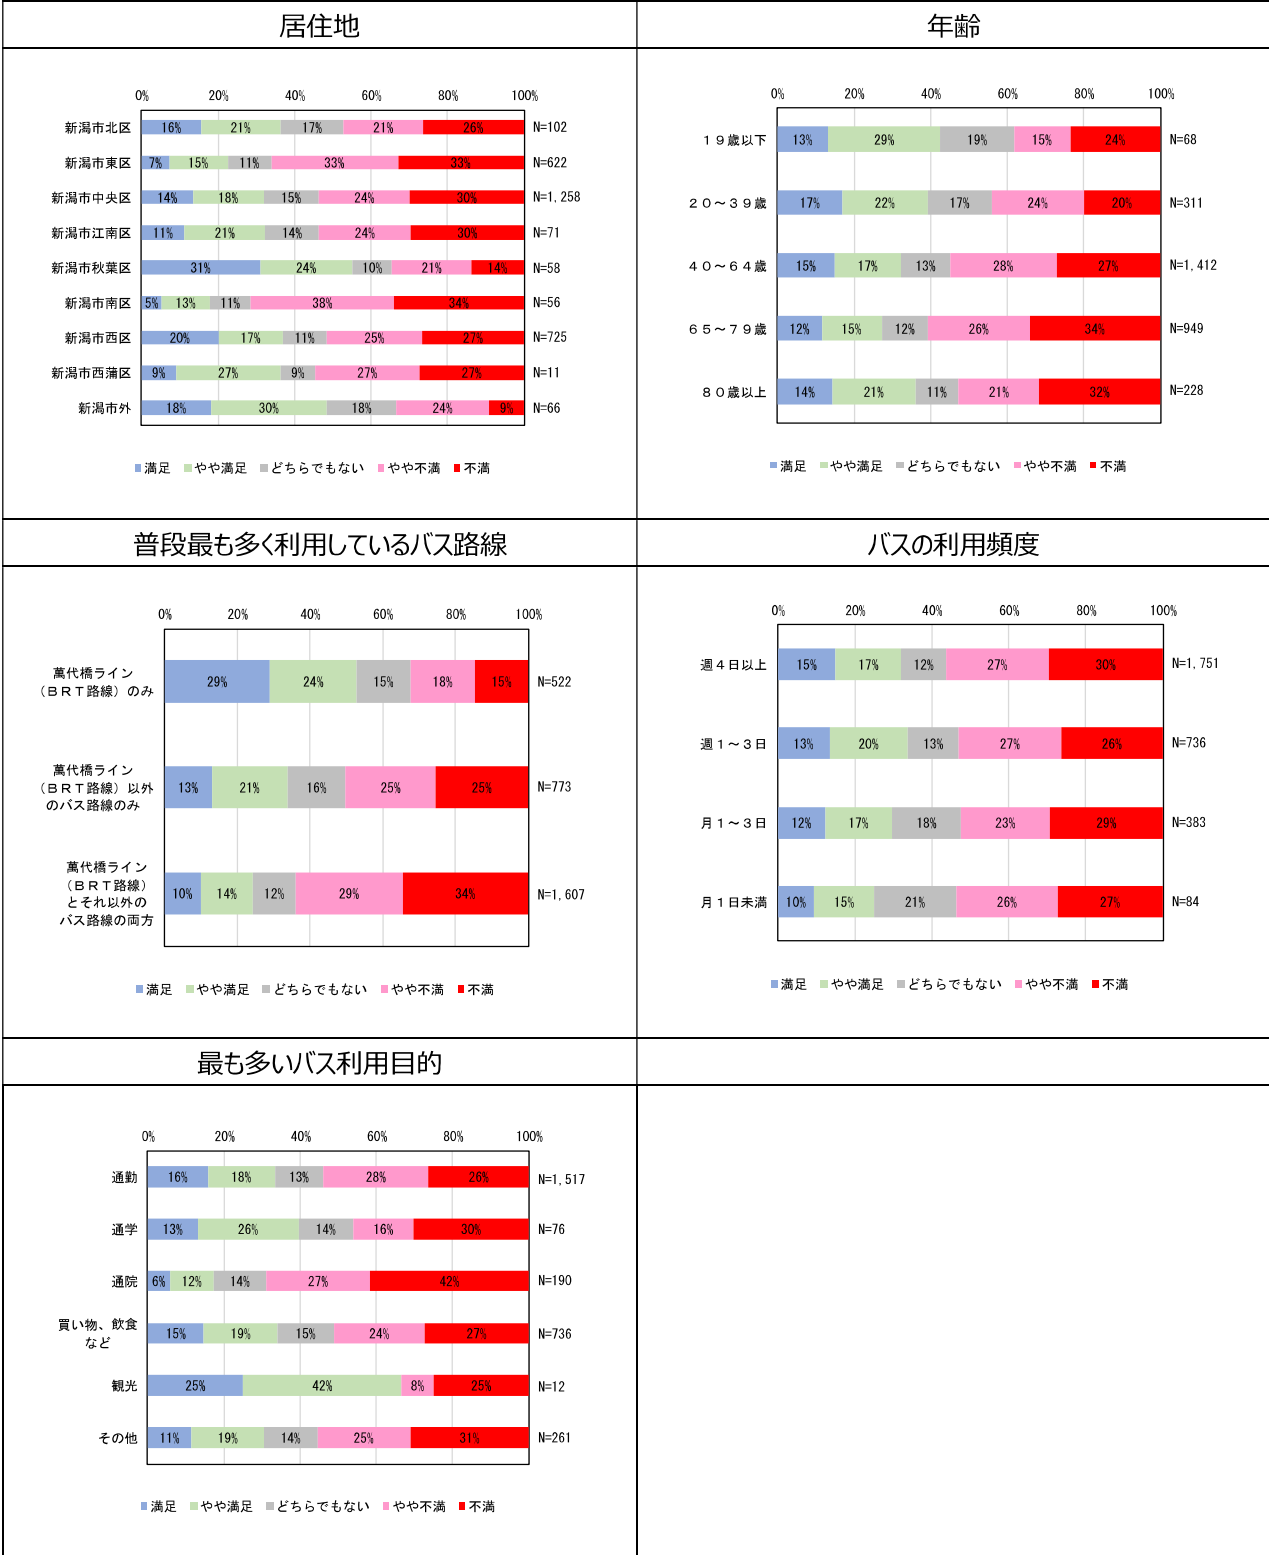 居住地
0% 20% 40% 60% 80% 100%
新潟市北区 16% 21% 17% 21% 26% N=102
新潟市東区 7% 15% 11% 33% 33% N=622
新潟市中央区 14% 18% 15% 24% 30% N=1,258
新潟市江南区 11% 21% 14% 24% 30% N=71
新潟市秋葉区 31% 24% 10% 21% 14% N=58
新潟市南区 5% 13% 11% 38% 34% N=56
新潟市西区 20% 17% 11% 25% 27% N=725
新潟市西蒲区 9% 27% 9% 27% 27% N=11
新潟市外 18% 30% 18% 24% 9% N=66
満足 やや満足 どちらでもない やや不満 不満
年齢
0% 20% 40% 60% 80% 100%
１９歳以下 13% 29% 19% 15% 24% N=68
２０～３９歳 17% 22% 17% 24% 20% N=311
４０～６４歳 15% 17% 13% 28% 27% N=1,412
６５～７９歳 12% 15% 12% 26% 34% N=949
８０歳以上 14% 21% 11% 21% 32% N=228
満足 やや満足 どちらでもない やや不満 不満
普段最も多く利用しているバス路線
0% 20% 40% 60% 80% 100%
萬代橋ライン
（ＢＲＴ路線）のみ
29% 24% 15% 18% 15% N=522
萬代橋ライン
（ＢＲＴ路線）以外
のバス路線のみ
13% 21% 16% 25% 25% N=773
萬代橋ライン
（ＢＲＴ路線）
とそれ以外の
バス路線の両方
10% 14% 12% 29% 34% N=1,607
満足 やや満足 どちらでもない やや不満 不満
バスの利用頻度
0% 20% 40% 60% 80% 100%
週４日以上 15% 17% 12% 27% 30% N=1,751
週１～３日 13% 20% 13% 27% 26% N=736
月１～３日 12% 17% 18% 23% 29% N=383
月１日未満 10% 15% 21% 26% 27% N=84
満足 やや満足 どちらでもない やや不満 不満
最も多いバス利用目的
0% 20% 40% 60% 80% 100%
通勤 16% 18% 13% 28% 26% N=1,517
通学 13% 26% 14% 16% 30% N=76
通院 6% 12% 14% 27% 42% N=190
買い物、飲食
など
15% 19% 15% 24% 27% N=736
観光 25% 42% 8% 25% N=12
その他 11% 19% 14% 25% 31% N=261
満足 やや満足 どちらでもない やや不満 不満